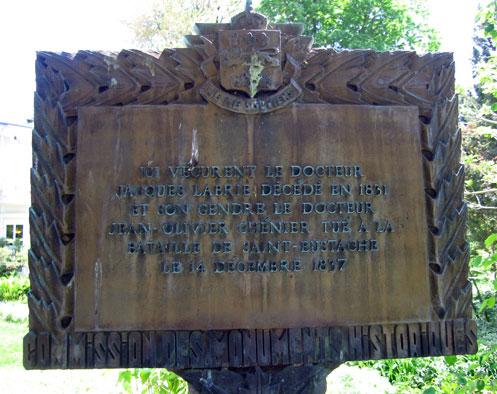 ICI VÉCURENT LE DOCTEUR
JACQUES LABRIE, DÉCÉDÉ EN 1831
ET SON GENDRE LE DOCTEUR
JEAN-OLIVIER CHÉNIER TUÉ A LA
BATAILLE DE SAINT-EUSTACHE
LE 14 DÉCEMBRE 1837
COMMISSION DES MONUMENTS HISTORIQUES